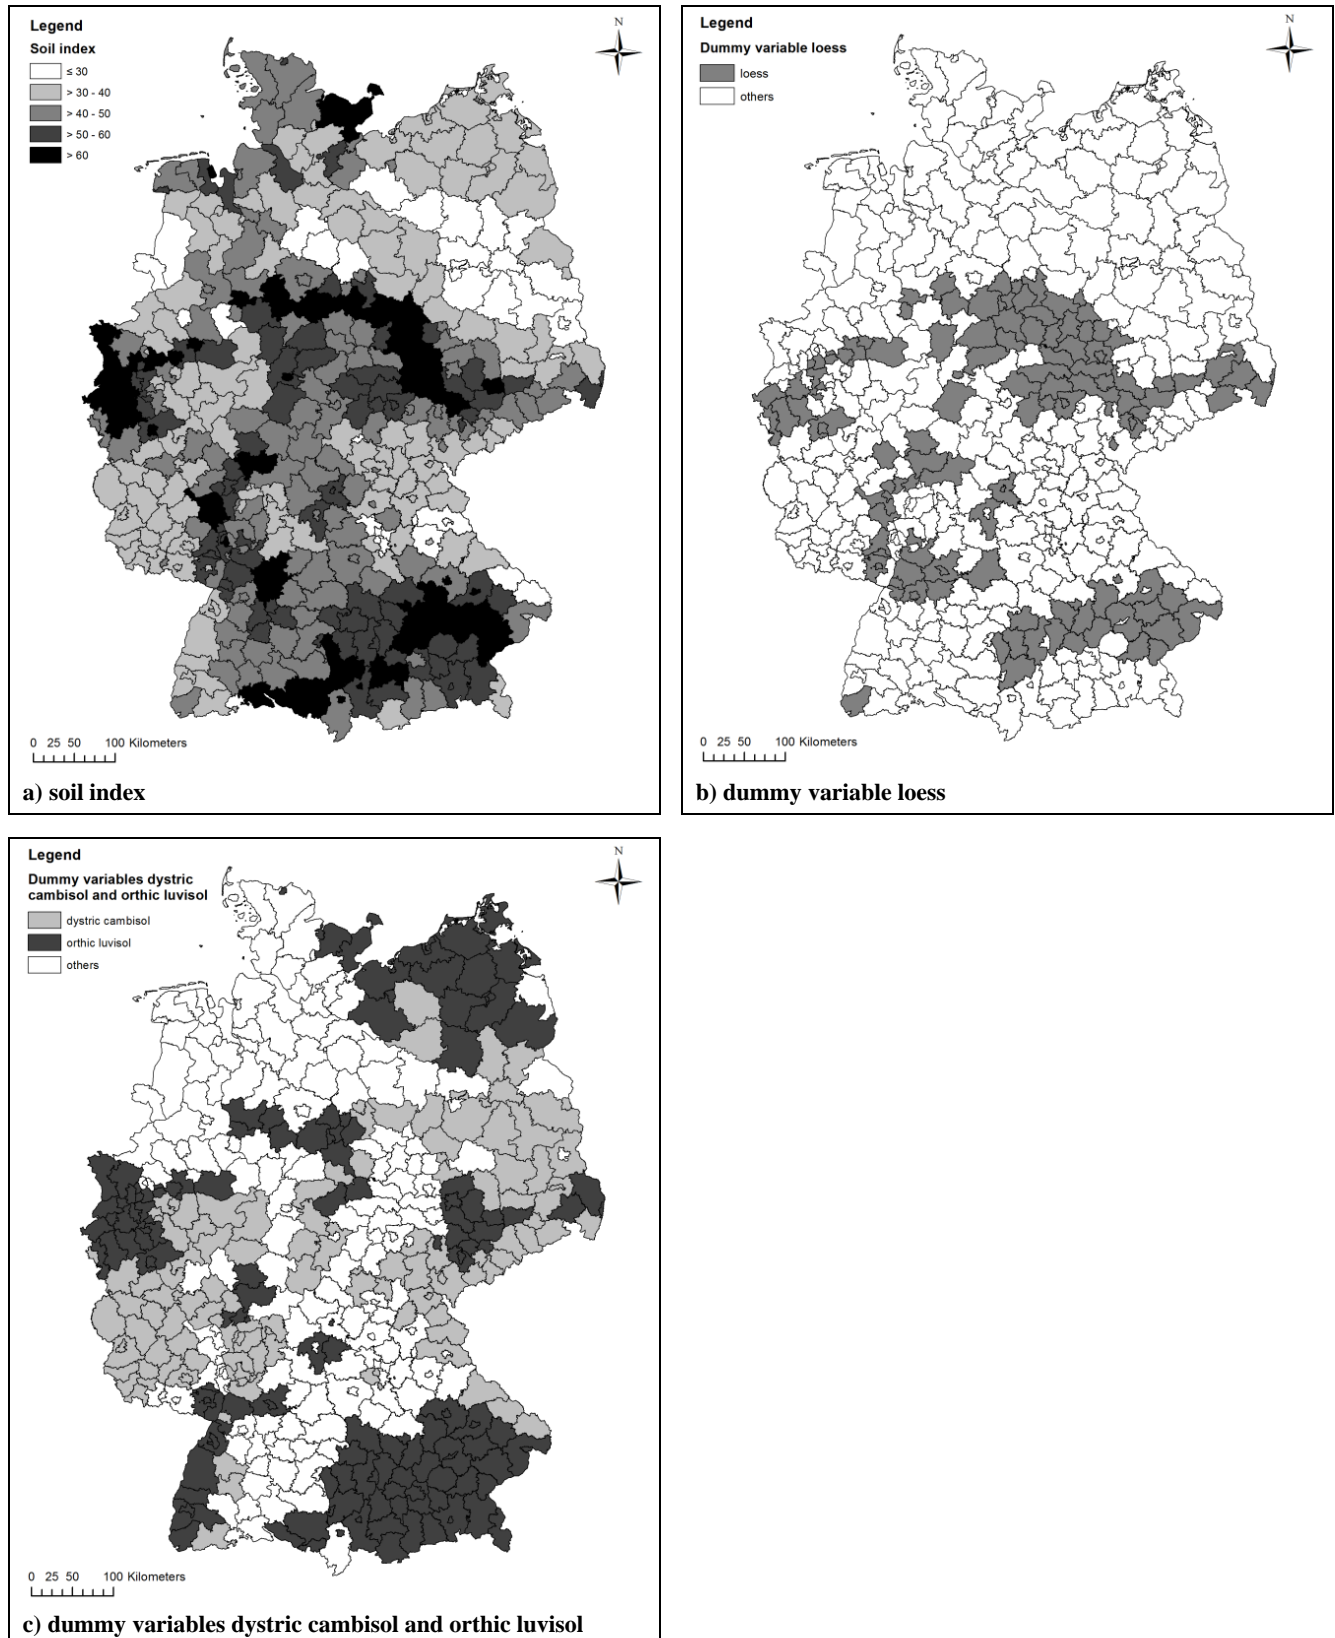 Legend
Soil index
≤ 30
> 30 - 40
> 40 - 50
> 50 - 60
> 60
N
0 25 50 100 Kilometers
a) soil index
Legend
Dummy variable loess
loess
others
N
0 25 50 100 Kilometers
b) dummy variable loess
Legend
Dummy variables dystric
cambisol and orthic luvisol
dystric cambisol
orthic luvisol
others
N
0 25 50 100 Kilometers
c) dummy variables dystric cambisol and orthic luvisol